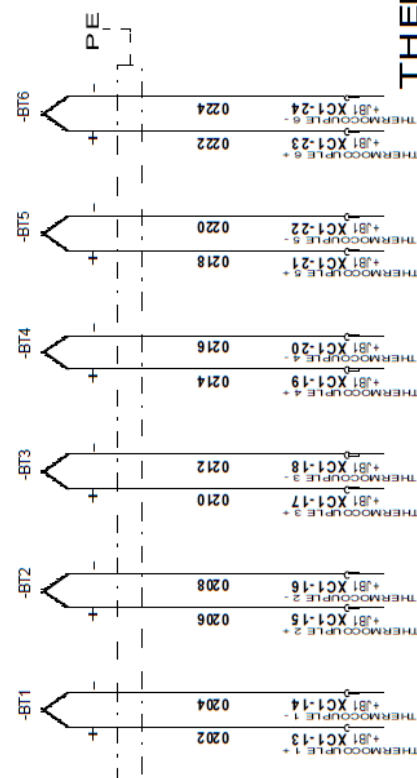 THE
PE
-BT6
-
0224
+JB1 XC1-24
THERMOCOUPLE 6 -
+
0222
+JB1 XC1-23
THERMOCOUPLE 6 +
-BT5
-
0220
+JB1 XC1-22
THERMOCOUPLE 5 -
+
0218
+JB1 XC1-21
THERMOCOUPLE 5 +
-BT4
-
0216
+JB1 XC1-20
THERMOCOUPLE 4 -
+
0214
+JB1 XC1-19
THERMOCOUPLE 4 +
-BT3
-
0212
+JB1 XC1-18
THERMOCOUPLE 3 -
+
0210
+JB1 XC1-17
THERMOCOUPLE 3 +
-BT2
-
0208
+JB1 XC1-16
THERMOCOUPLE 2 -
+
0206
+JB1 XC1-15
THERMOCOUPLE 2 +
-BT1
-
0204
+JB1 XC1-14
THERMOCOUPLE 1 -
+
0202
+JB1 XC1-13
THERMOCOUPLE 1 +